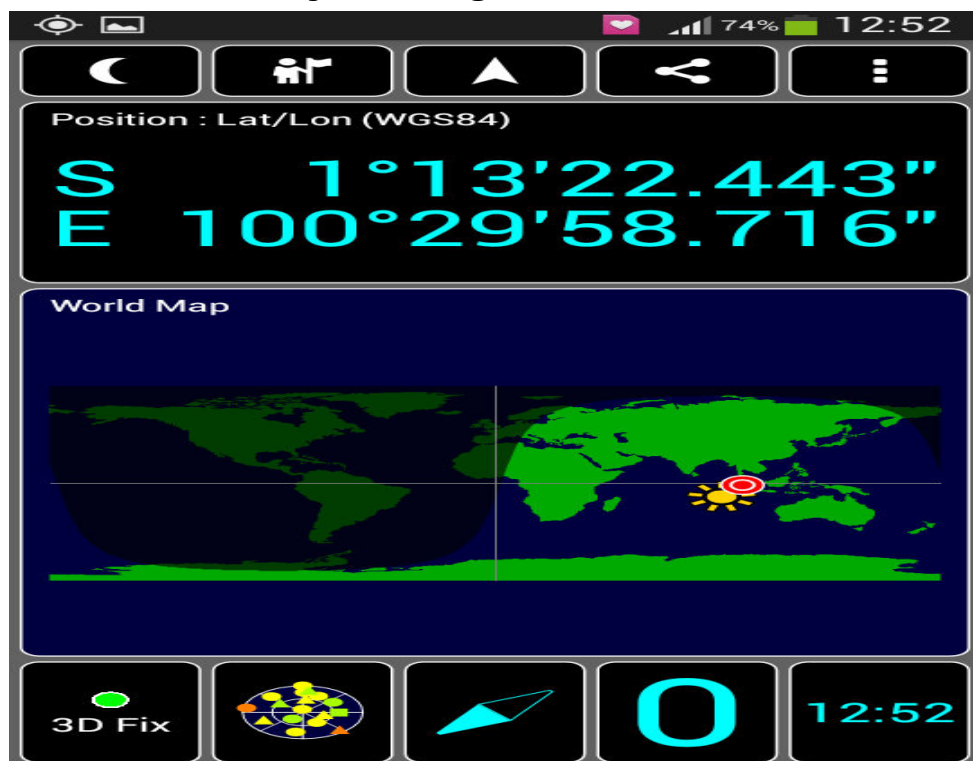 74% 12:52
Position : Lat/Lon (WGS84)
S 1°13'22.443"
E 100°29'58.716"
World Map
3D Fix 0 12:52